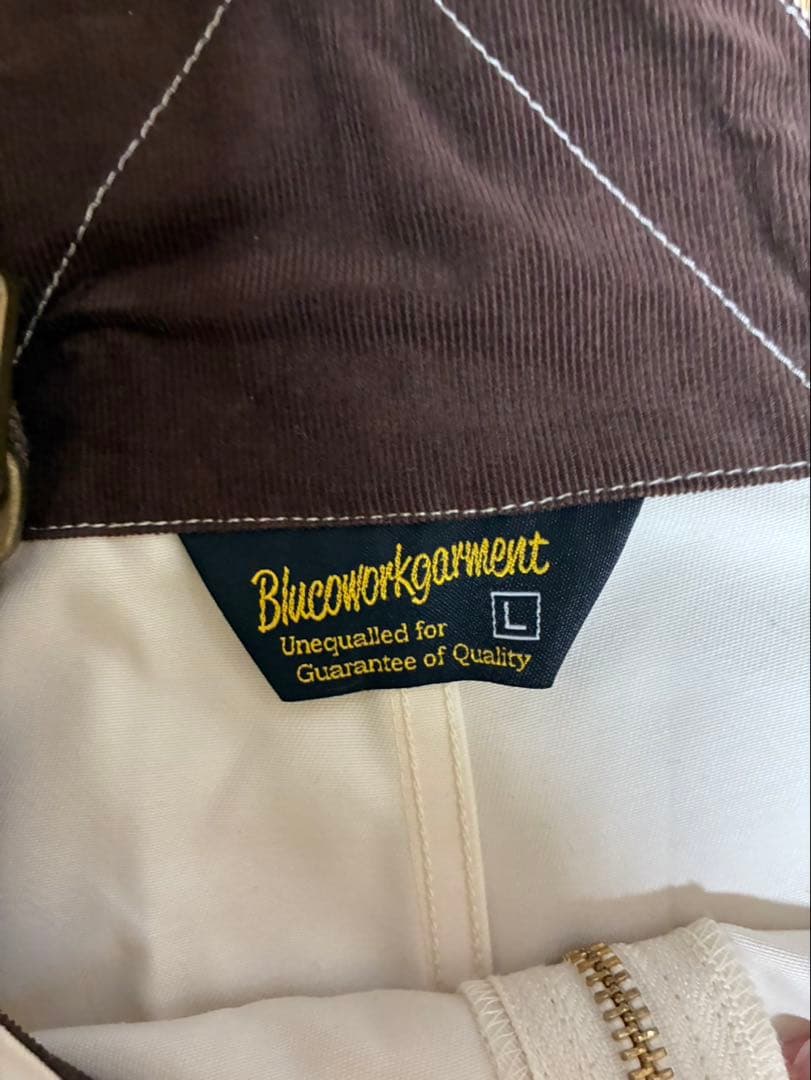 Blucoworkgarment
L
Unequalled for
Guarantee of Quality